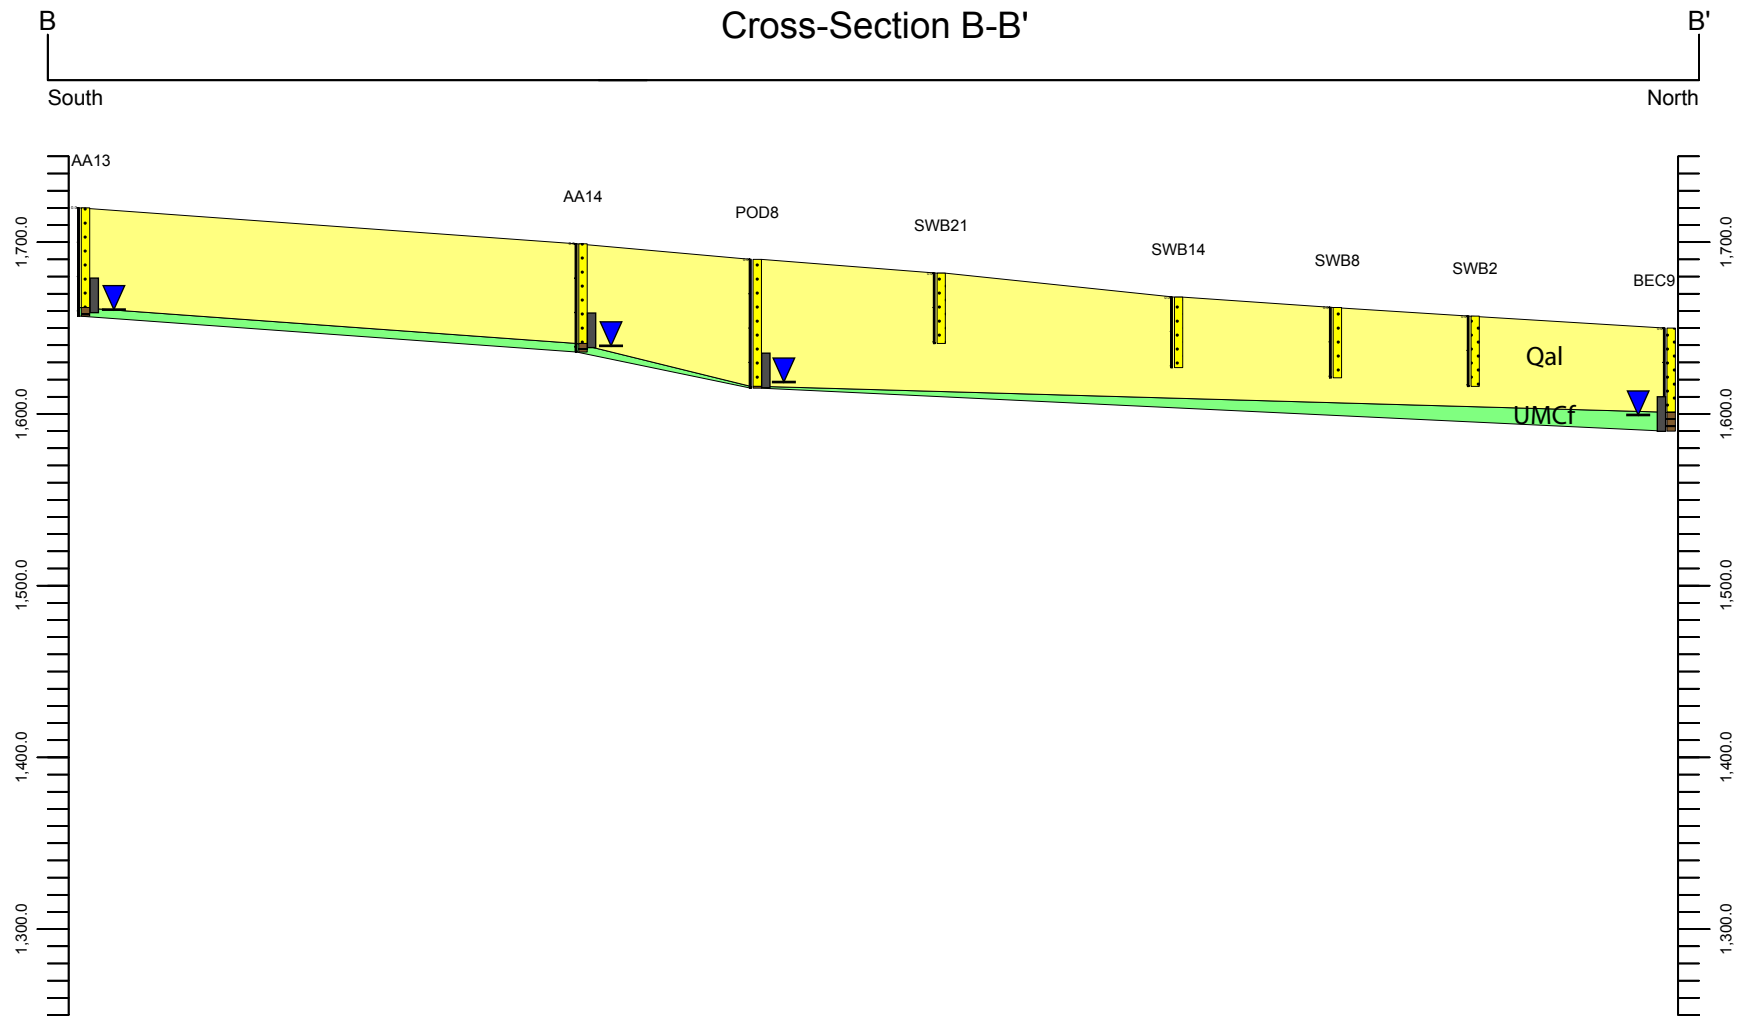 Cross-Section B-B'
B
B'
South
North
AA13
AA14
POD8
SWB21
SWB14
SWB8
SWB2
BEC9
Qal
UMCf
1,700.0
1,600.0
1,500.0
1,400.0
1,300.0
1,700.0
1,600.0
1,500.0
1,400.0
1,300.0